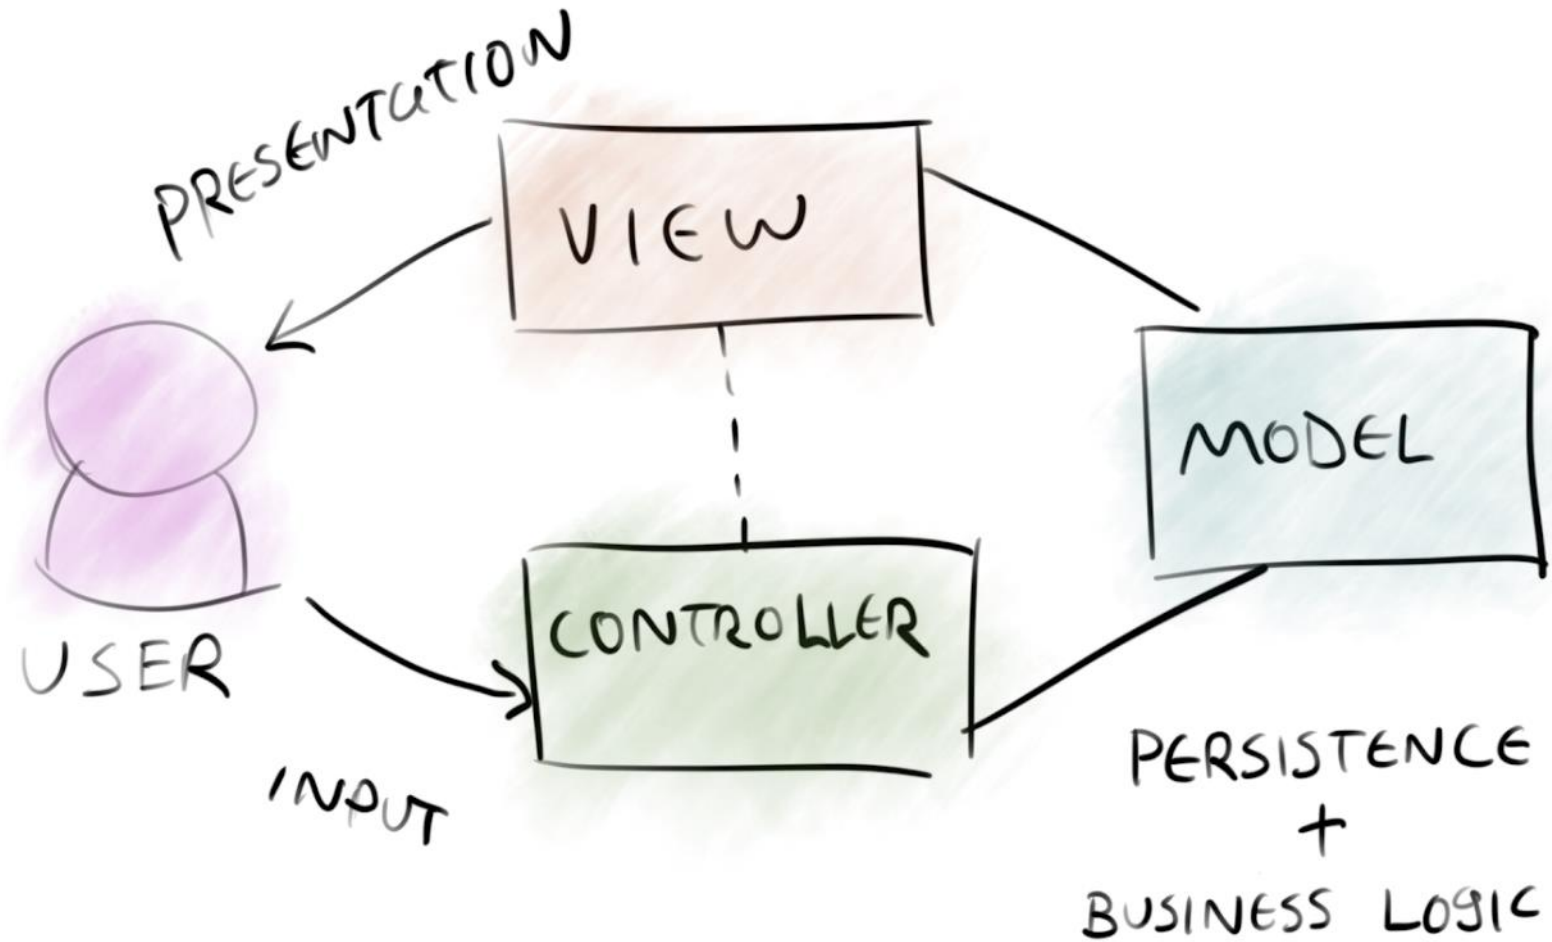 PRESENTATION
VIEW
MODEL
CONTROLLER
USER
INPUT
PERSISTENCE
+
BUSINESS LOGIC